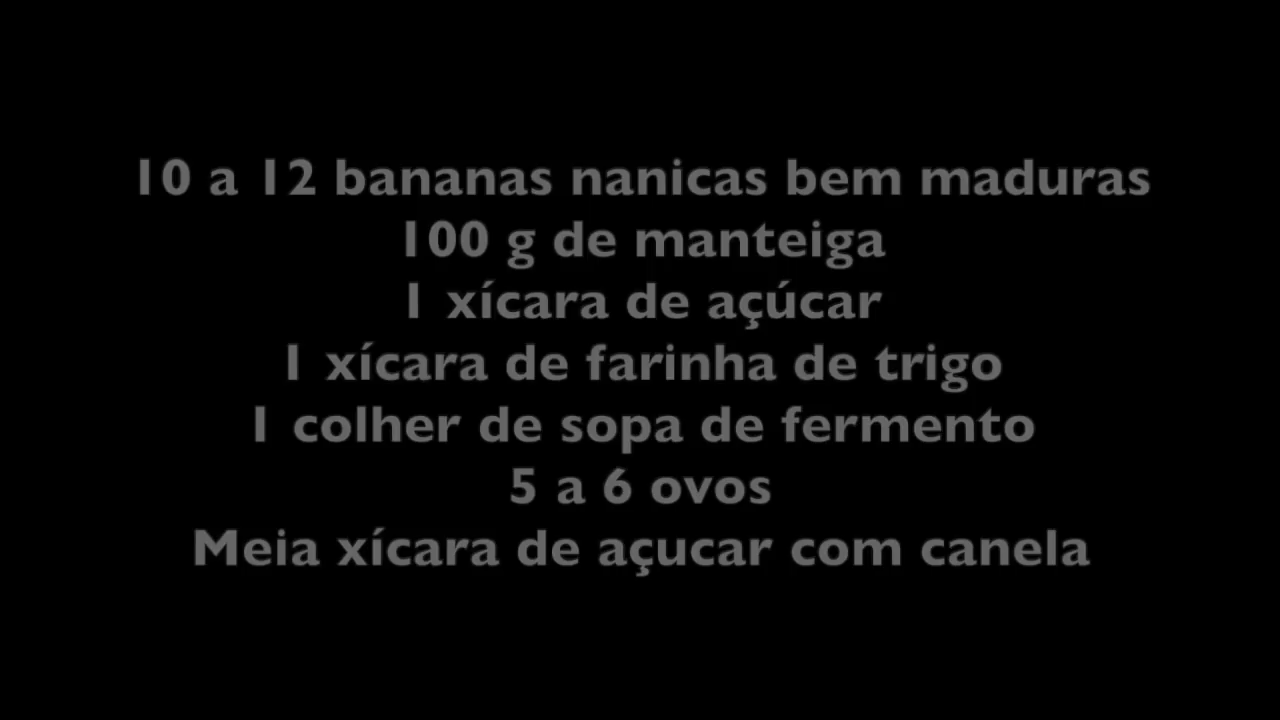 10 a 12 bananas nanicas bem maduras
100 g de manteiga
1 xícara de açúcar
1 xícara de farinha de trigo
1 colher de sopa de fermento
5 a 6 ovos
Meia xícara de açucar com canela